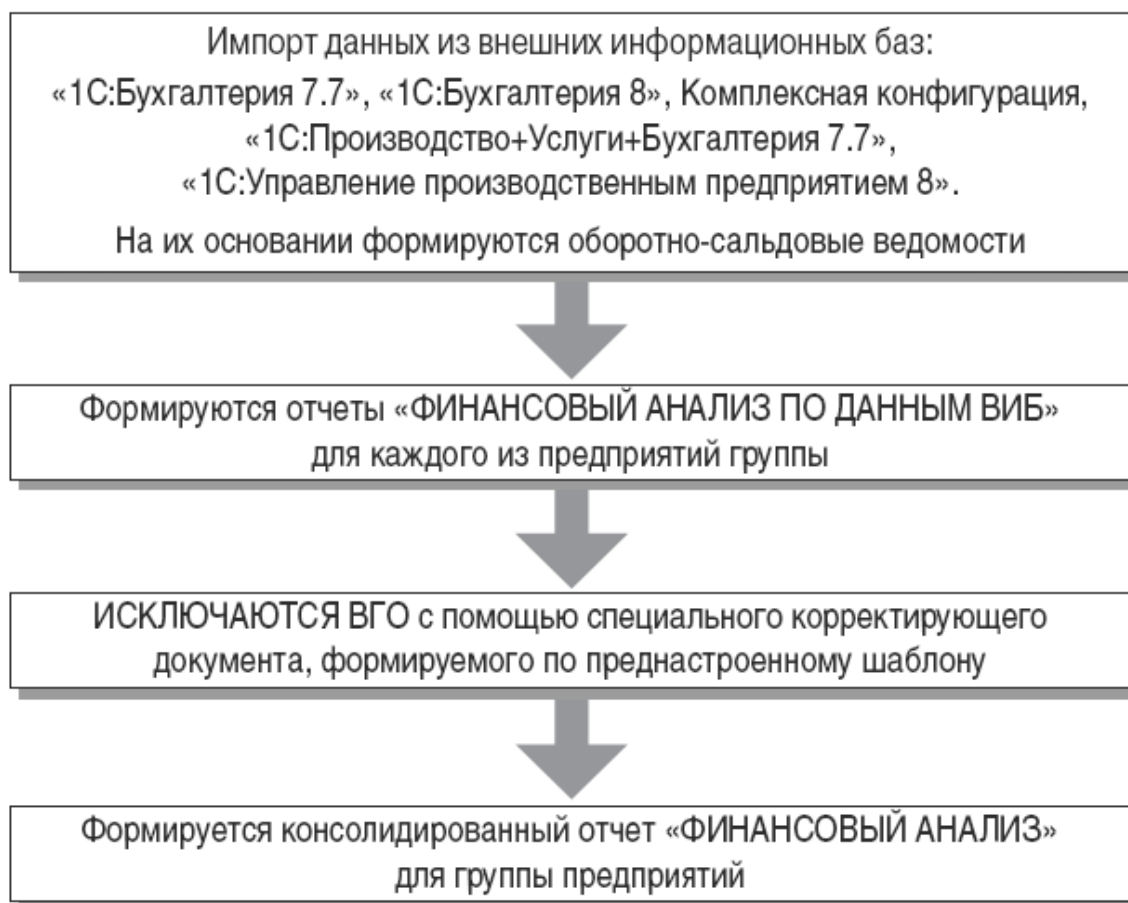 Импорт данных из внешних информационных баз:
«1С:Бухгалтерия 7.7», «1С:Бухгалтерия 8», Комплексная конфигурация,
«1С:Производство+Услуги+Бухгалтерия 7.7»,
«1С:Управление производственным предприятием 8».
На их основании формируются оборотно-сальдовые ведомости
Формируются отчеты «ФИНАНСОВЫЙ АНАЛИЗ ПО ДАННЫМ ВИБ»
для каждого из предприятий группы
ИСКЛЮЧАЮТСЯ ВГО с помощью специального корректирующего
документа, формируемого по преднастроенному шаблону
Формируется консолидированный отчет «ФИНАНСОВЫЙ АНАЛИЗ»
для группы предприятий